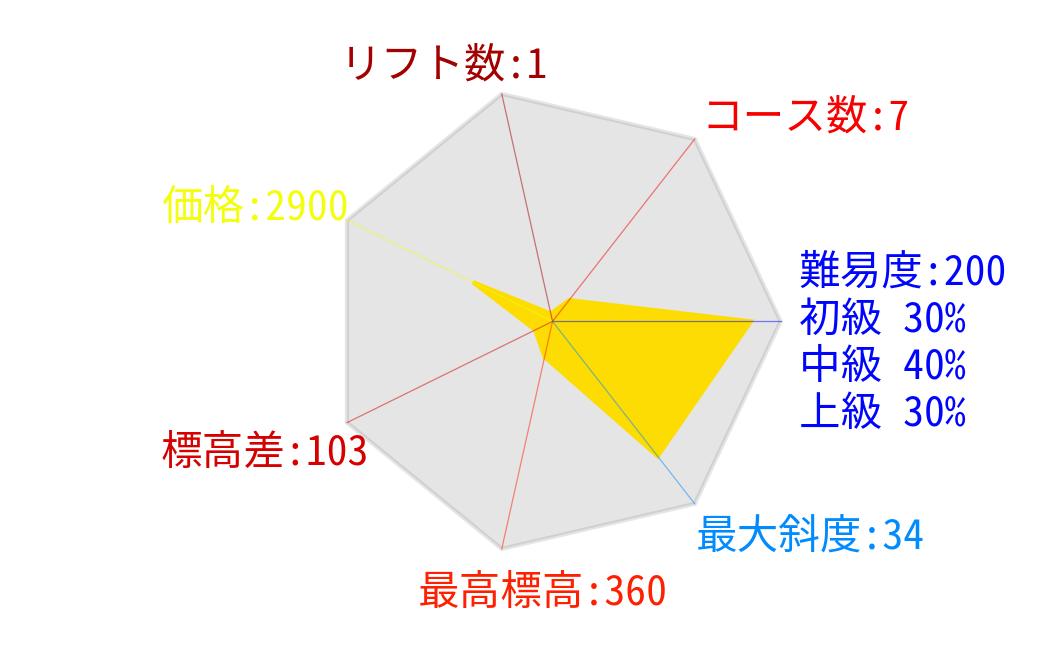 リフト数:1
コース数:7
価格:2900
難易度:200
初級 30%
中級 40%
上級 30%
標高差:103
最大斜度:34
最高標高:360